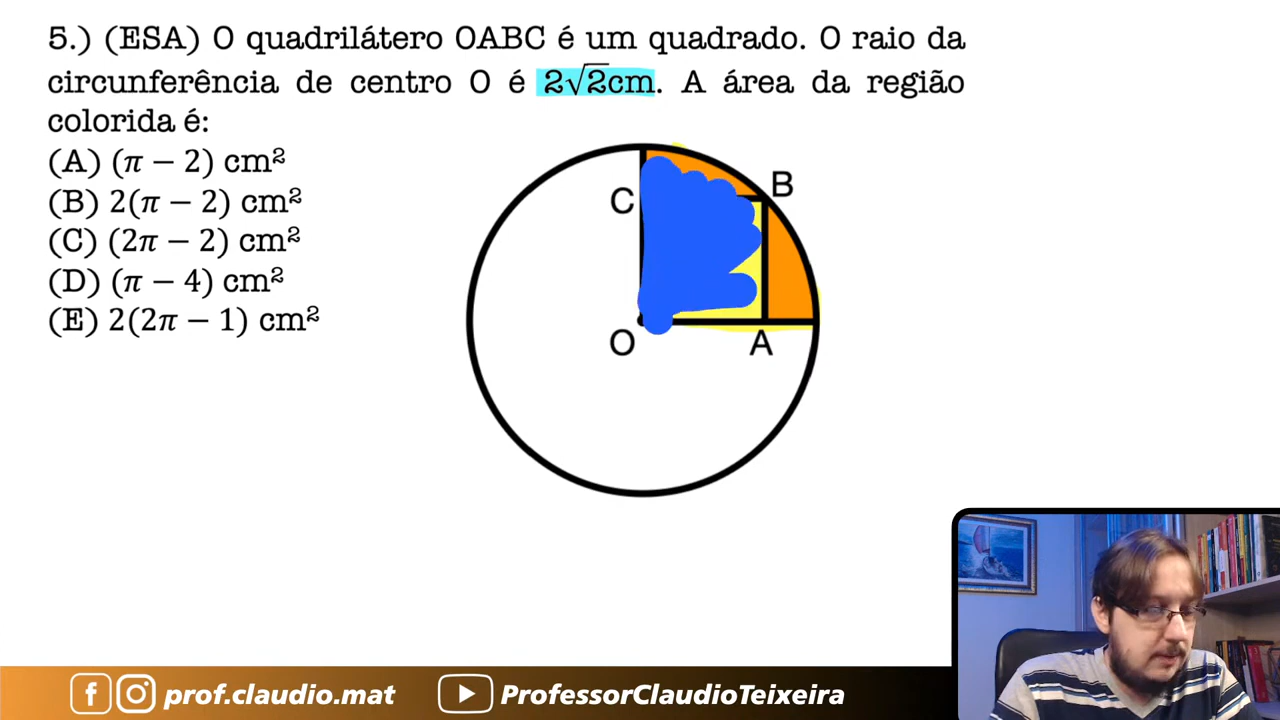 5.) (ESA) O quadrilátero OABC é um quadrado. O raio da
circunferência de centro O é 2√2cm. A área da região
colorida é:
(A) (π − 2) cm²
(B) 2(π − 2) cm²
(C) (2π − 2) cm²
(D) (π − 4) cm²
(E) 2(2π − 1) cm²
B
C
O
A
prof.claudio.mat
ProfessorClaudioTeixeira